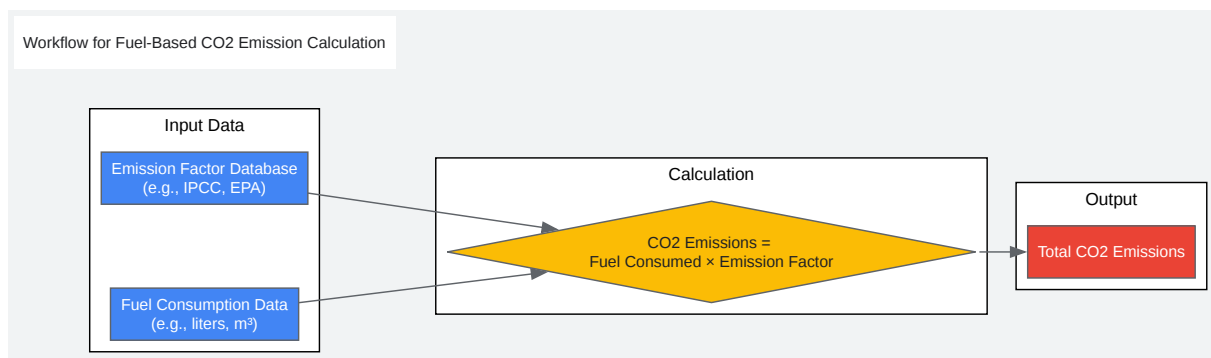 Workflow for Fuel-Based CO2 Emission Calculation
Input Data
Emission Factor Database
(e.g., IPCC, EPA)
Fuel Consumption Data
(e.g., liters, m³)
Calculation
CO2 Emissions =
Fuel Consumed × Emission Factor
Output
Total CO2 Emissions